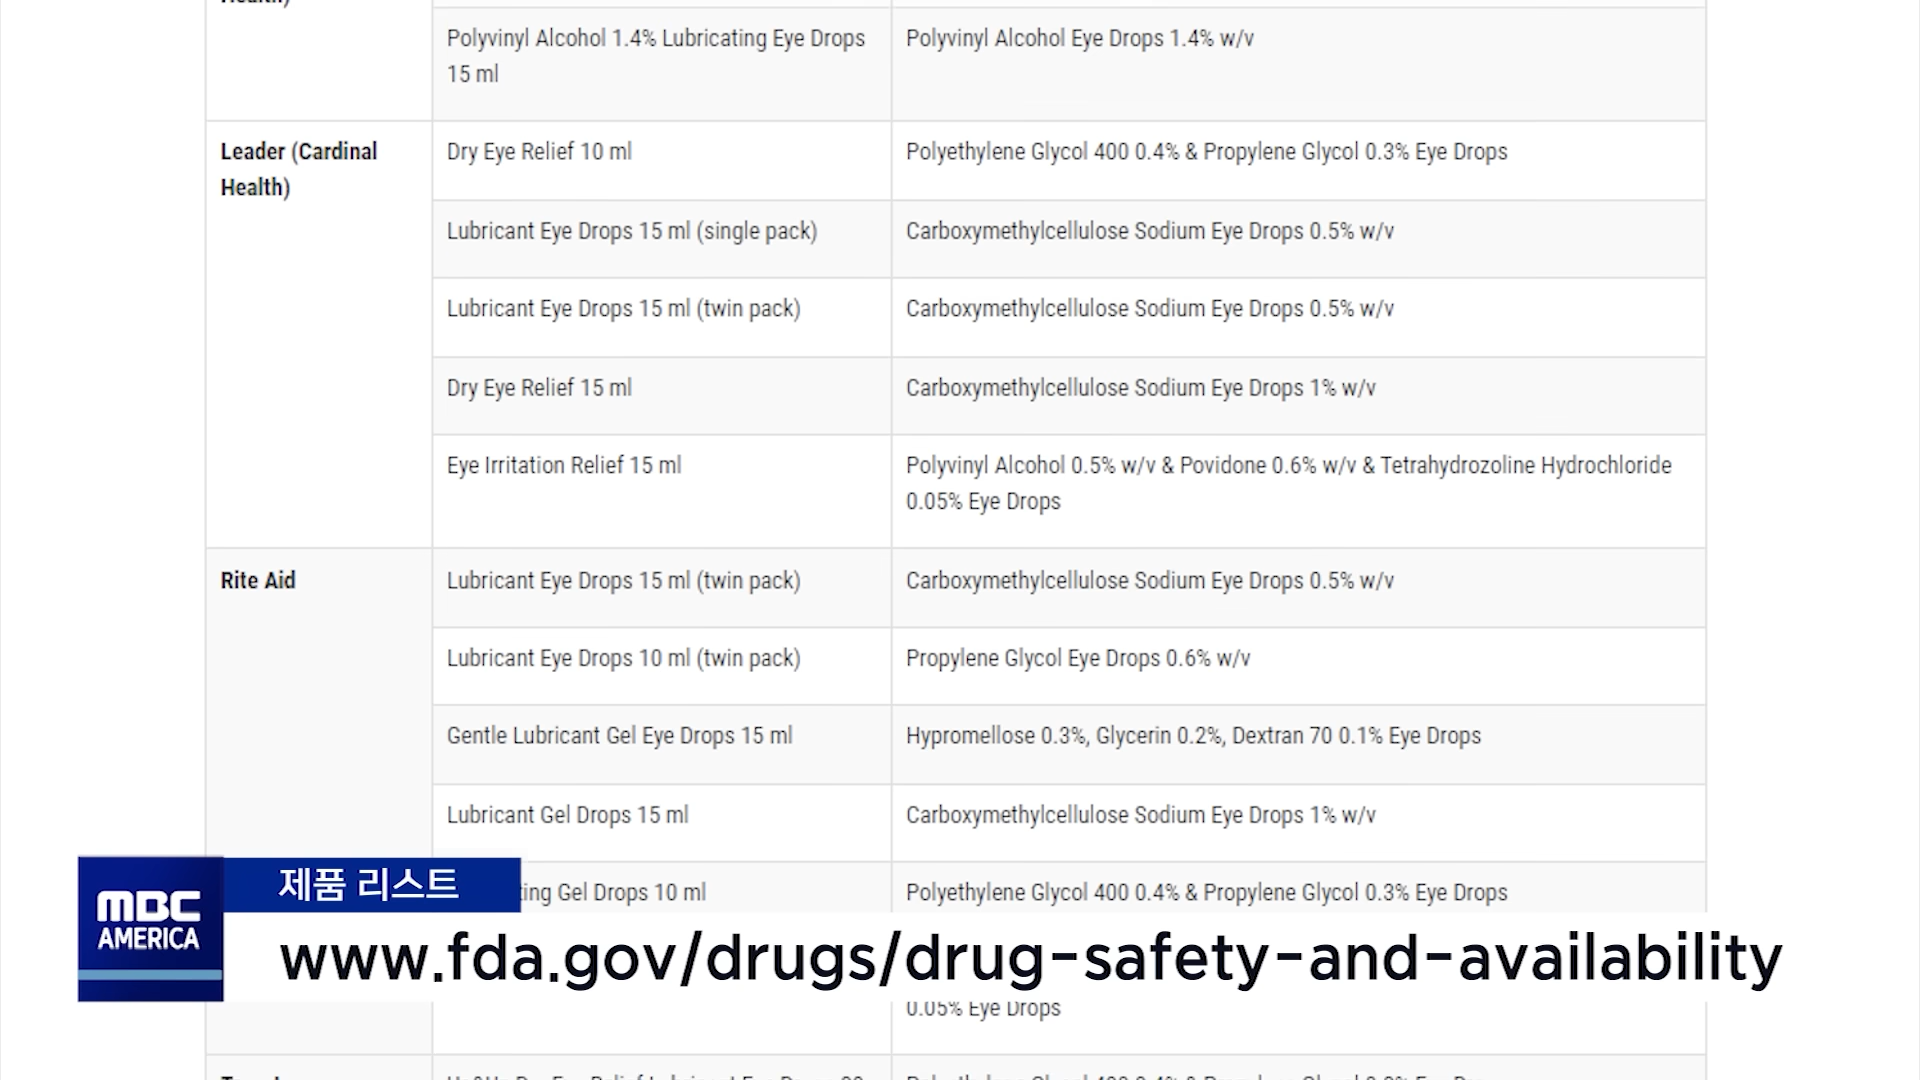 Health)
Polyvinyl Alcohol 1.4% Lubricating Eye Drops
15 ml
Polyvinyl Alcohol Eye Drops 1.4% w/v
Leader (Cardinal
Health)
Dry Eye Relief 10 ml
Polyethylene Glycol 400 0.4% & Propylene Glycol 0.3% Eye Drops
Lubricant Eye Drops 15 ml (single pack)
Carboxymethylcellulose Sodium Eye Drops 0.5% w/v
Lubricant Eye Drops 15 ml (twin pack)
Carboxymethylcellulose Sodium Eye Drops 0.5% w/v
Dry Eye Relief 15 ml
Carboxymethylcellulose Sodium Eye Drops 1% w/v
Eye Irritation Relief 15 ml
Polyvinyl Alcohol 0.5% w/v & Povidone 0.6% w/v & Tetrahydrozoline Hydrochloride
0.05% Eye Drops
Rite Aid
Lubricant Eye Drops 15 ml (twin pack)
Carboxymethylcellulose Sodium Eye Drops 0.5% w/v
Lubricant Eye Drops 10 ml (twin pack)
Propylene Glycol Eye Drops 0.6% w/v
Gentle Lubricant Gel Eye Drops 15 ml
Hypromellose 0.3%, Glycerin 0.2%, Dextran 70 0.1% Eye Drops
Lubricant Gel Drops 15 ml
Carboxymethylcellulose Sodium Eye Drops 1% w/v
ting Gel Drops 10 ml
Polyethylene Glycol 400 0.4% & Propylene Glycol 0.3% Eye Drops
제품 리스트
MBC
AMERICA
www.fda.gov/drugs/drug-safety-and-availability
0.05% Eye Drops